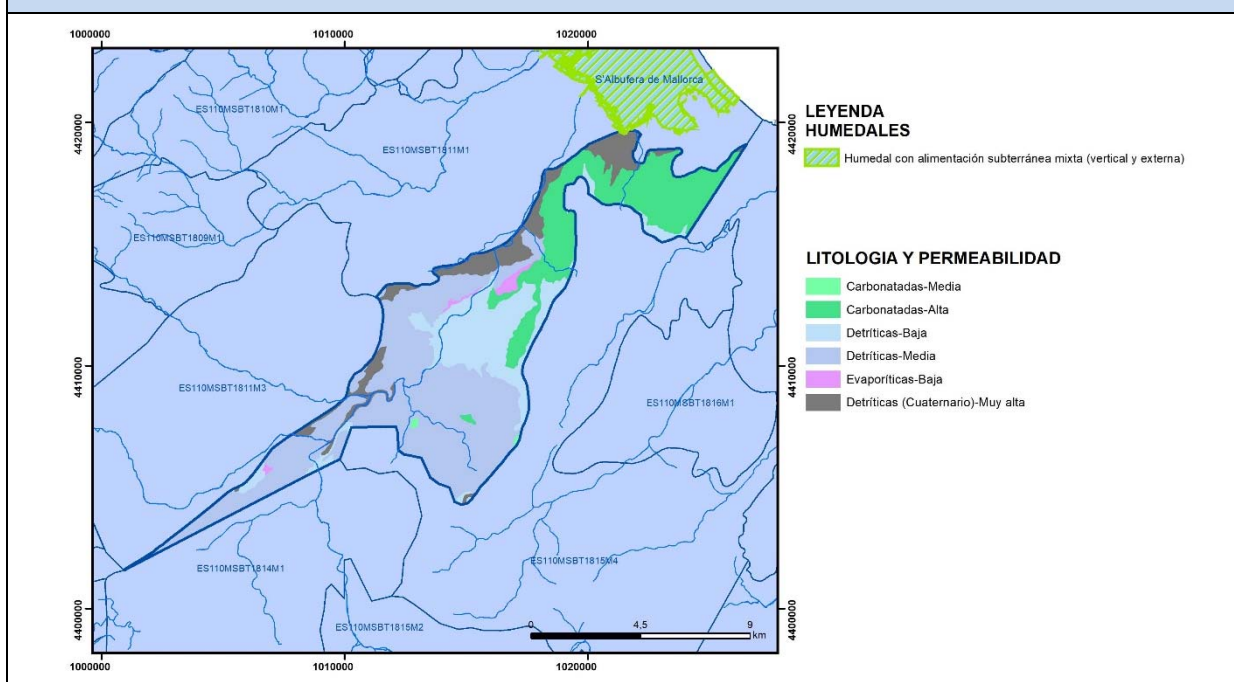 1000000 1010000 1020000
4420000 4420000
4410000 4410000
4400000 4400000
S'Albufera de Mallorca
ES110MSBT1810M1
ES110MSBT1811M1
ES110MSBT1809M1
ES110MSBT1811M3
ES110MSBT1816M1
ES110MSBT1814M1
ES110MSBT1815M4
ES110MSBT1815M2
0 4,5 9
km
1000000 1010000 1020000
LEYENDA
HUMEDALES
Humedal con alimentación subterránea mixta (vertical y externa)
LITOLOGIA Y PERMEABILIDAD
Carbonatadas-Media
Carbonatadas-Alta
Detríticas-Baja
Detríticas-Media
Evaporíticas-Baja
Detríticas (Cuaternario)-Muy alta